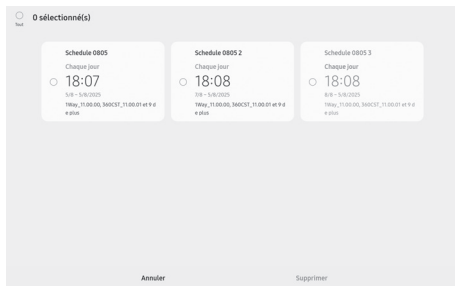 0 sélectionné(s)
Tout
Schedule 0805
Chaque jour
18:07
5/8 – 5/8/2025
1Way_11.00.00, 360CST_11.00.01 et 9 d
e plus
Schedule 0805 2
Chaque jour
18:08
7/8 – 5/8/2025
1Way_11.00.00, 360CST_11.00.01 et 9 d
e plus
Schedule 0805 3
Chaque jour
18:08
6/8 – 5/8/2025
1Way_11.00.00, 360CST_11.00.01 et 9 d
e plus
Annuler
Supprimer